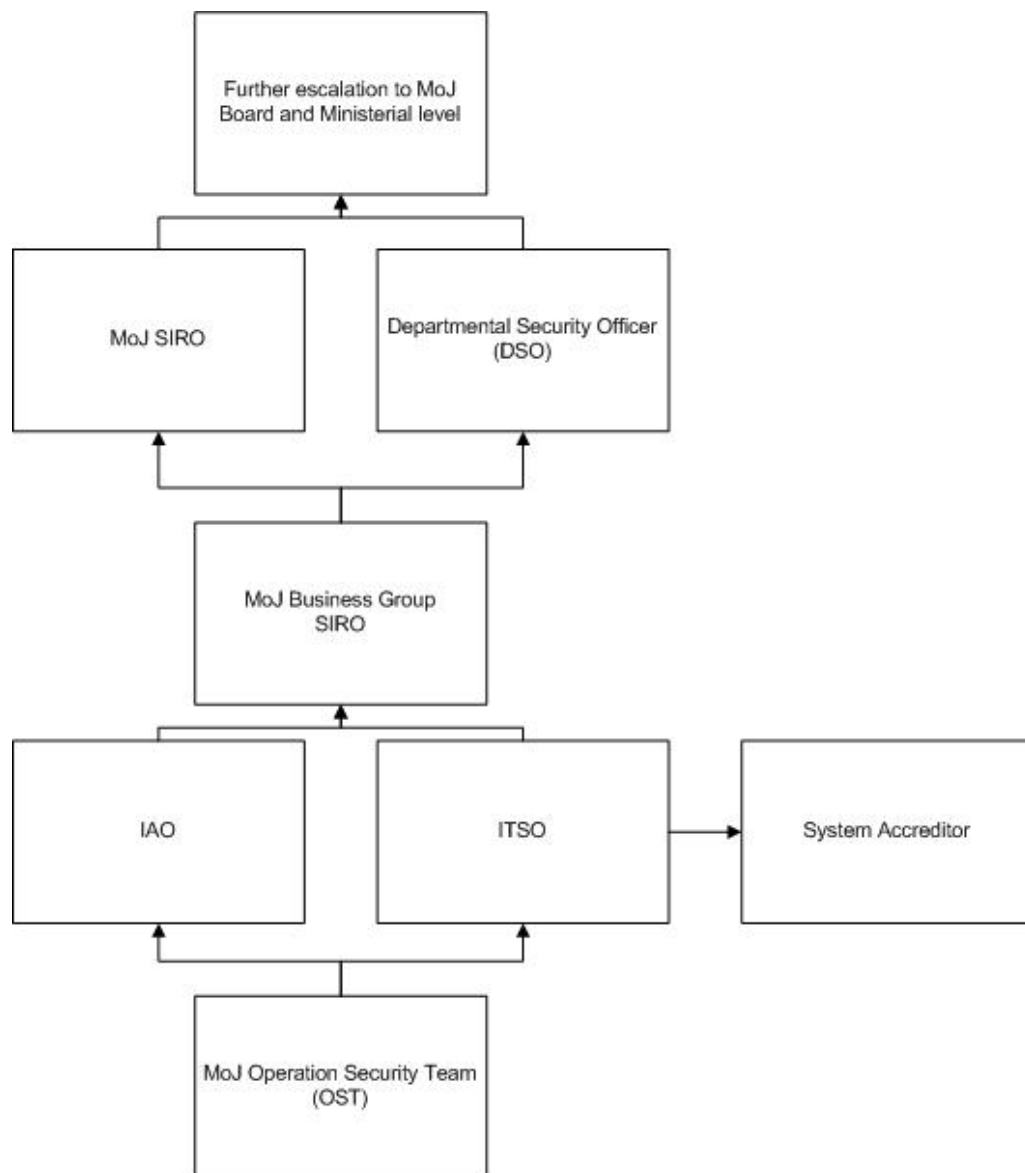 Further escalation to MoJ
Board and Ministerial level
MoJ SIRO
Departmental Security Officer
(DSO)
MoJ Business Group
SIRO
IAO
ITSO
System Accreditor
MoJ Operation Security Team
(OST)